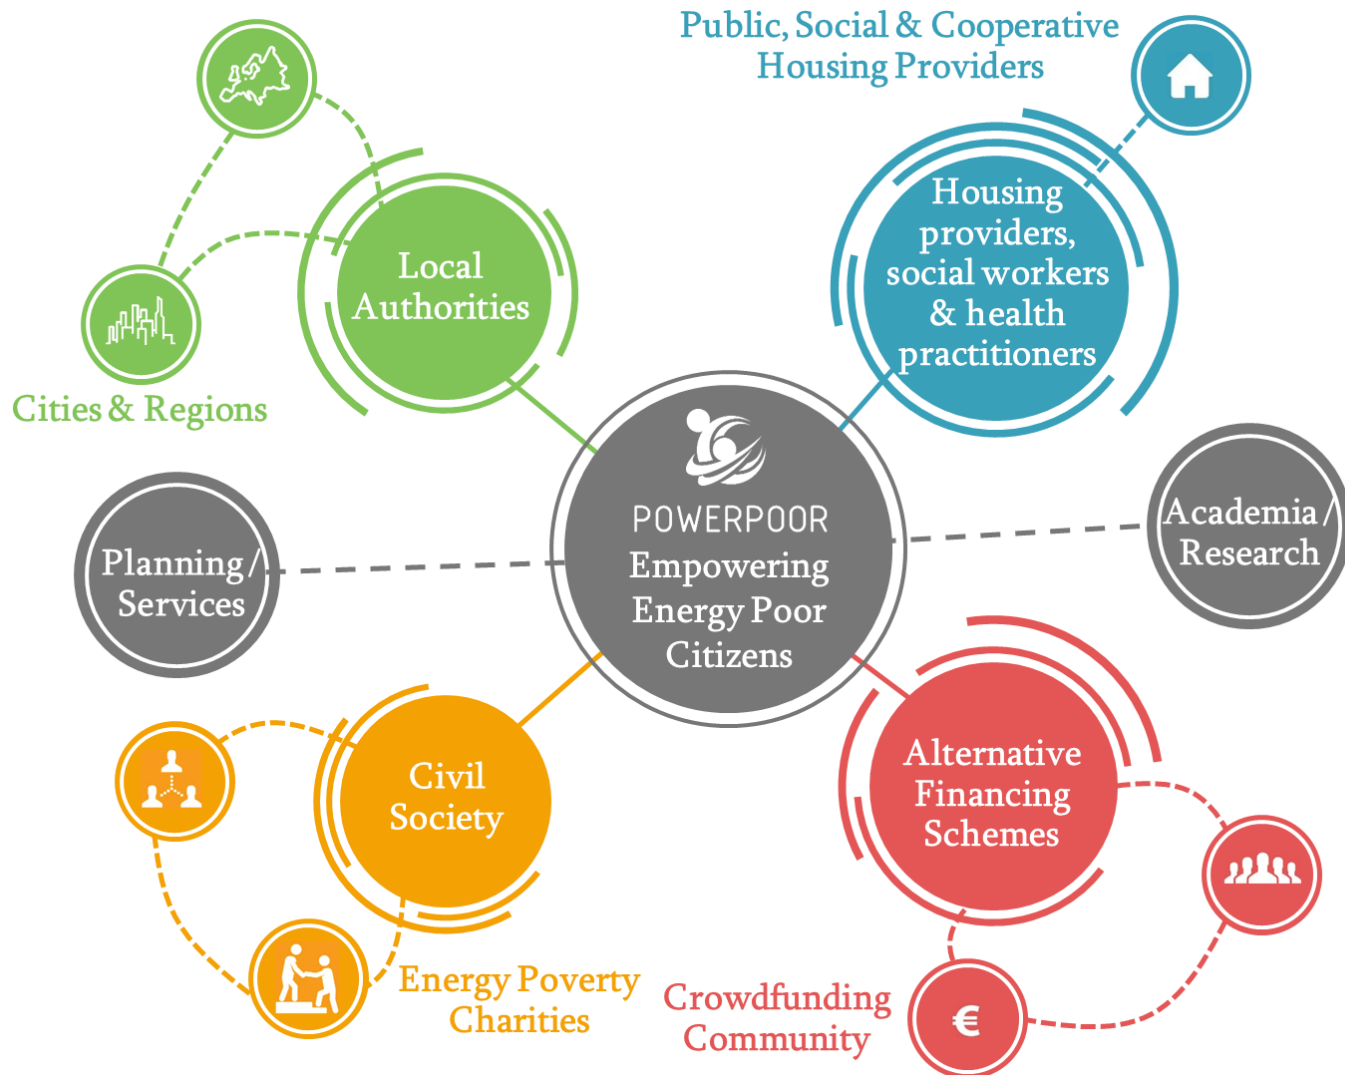 Public, Social & Cooperative
Housing Providers
Housing
providers,
social workers
& health
practitioners
Local
Authorities
Cities & Regions
POWERPOOR
Empowering
Energy Poor
Citizens
Academia /
Research
Planning /
Services
Civil
Society
Alternative
Financing
Schemes
Energy Poverty
Charities
Crowdfunding
Community
€